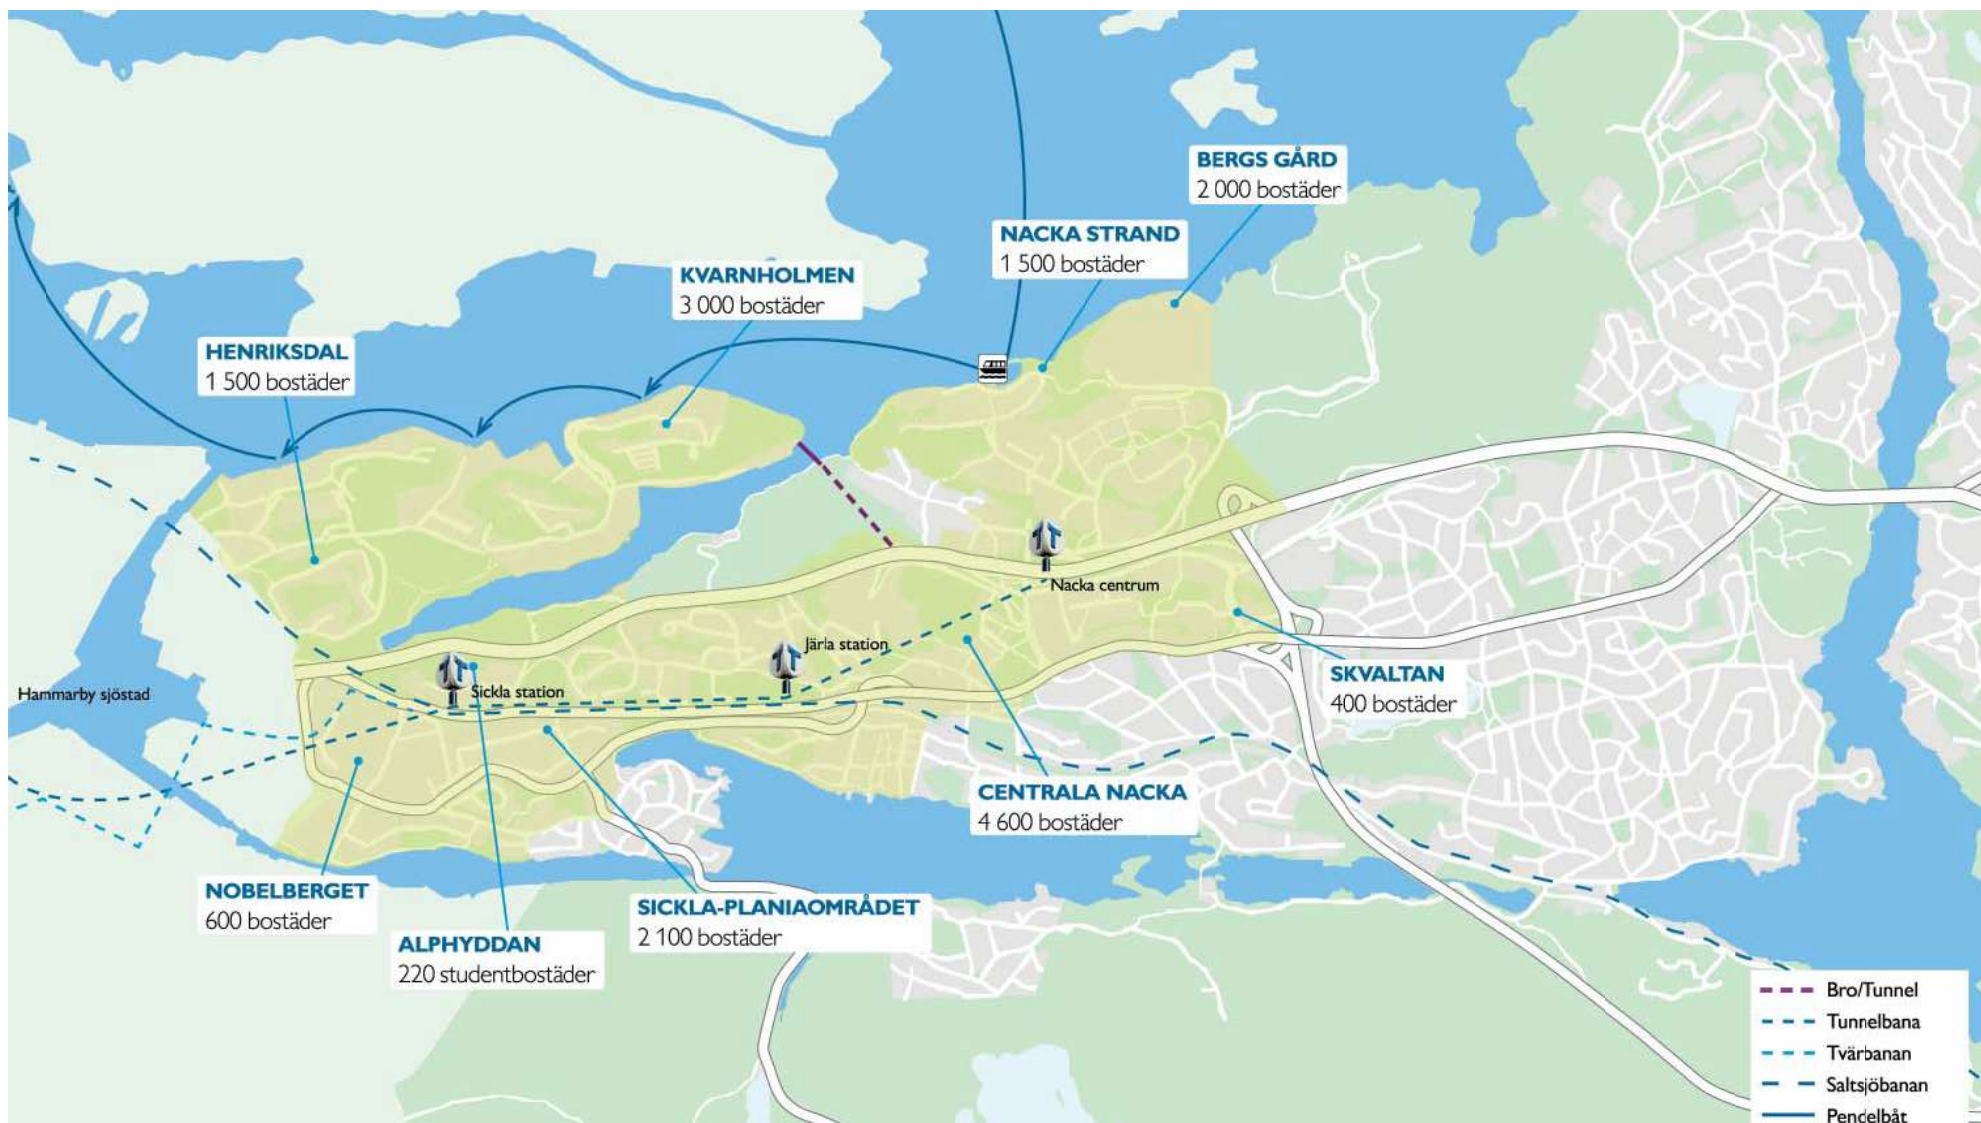 BERGS GÅRD
2 000 bostäder
NACKA STRAND
1 500 bostäder
KVARNHOLMEN
3 000 bostäder
HENRIKSDAL
1 500 bostäder
Nacka centrum
Järla station
Sickla station
Hammarby sjöstad
SKVALTAN
400 bostäder
CENTRALA NACKA
4 600 bostäder
NOBELBERGET
600 bostäder
SICKLA-PLANIAOMRÅDET
2 100 bostäder
ALPHYDDAN
220 studentbostäder
Bro/Tunnel
Tunnelbana
Tvärbanan
Saltsjöbanan
Pendelbåt